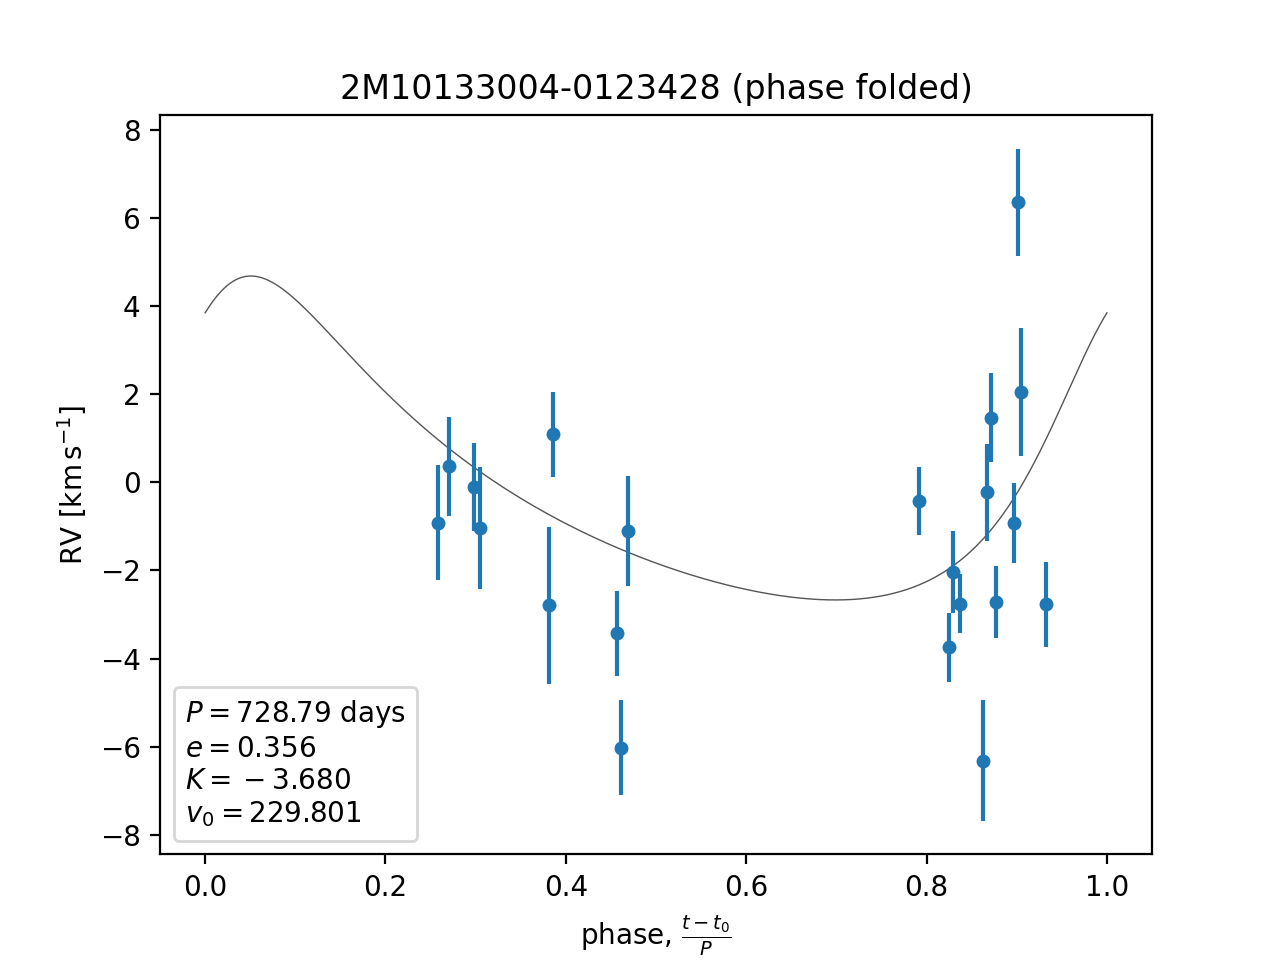 2M10133004-0123428 (phase folded)
8
6
4
2
0
−2
−4
−6
−8
RV [km s⁻¹]
P = 728.79 days
e = 0.356
K = −3.680
v₀ = 229.801
0.0 0.2 0.4 0.6 0.8 1.0
phase, (t − t₀)/P